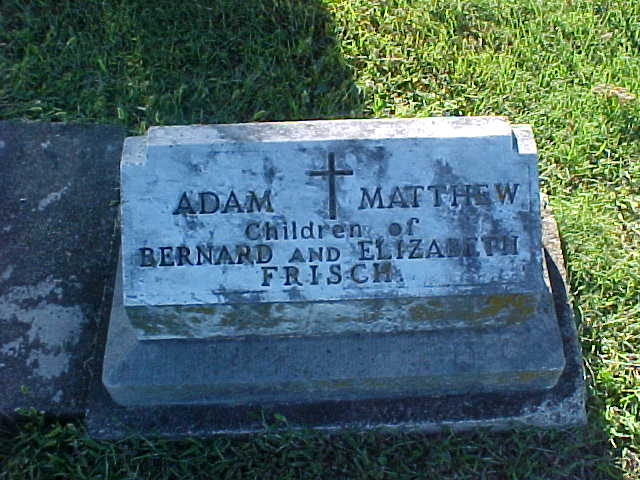 ADAM MATTHEW
Children of
BERNARD AND ELIZABETH
FRISCH